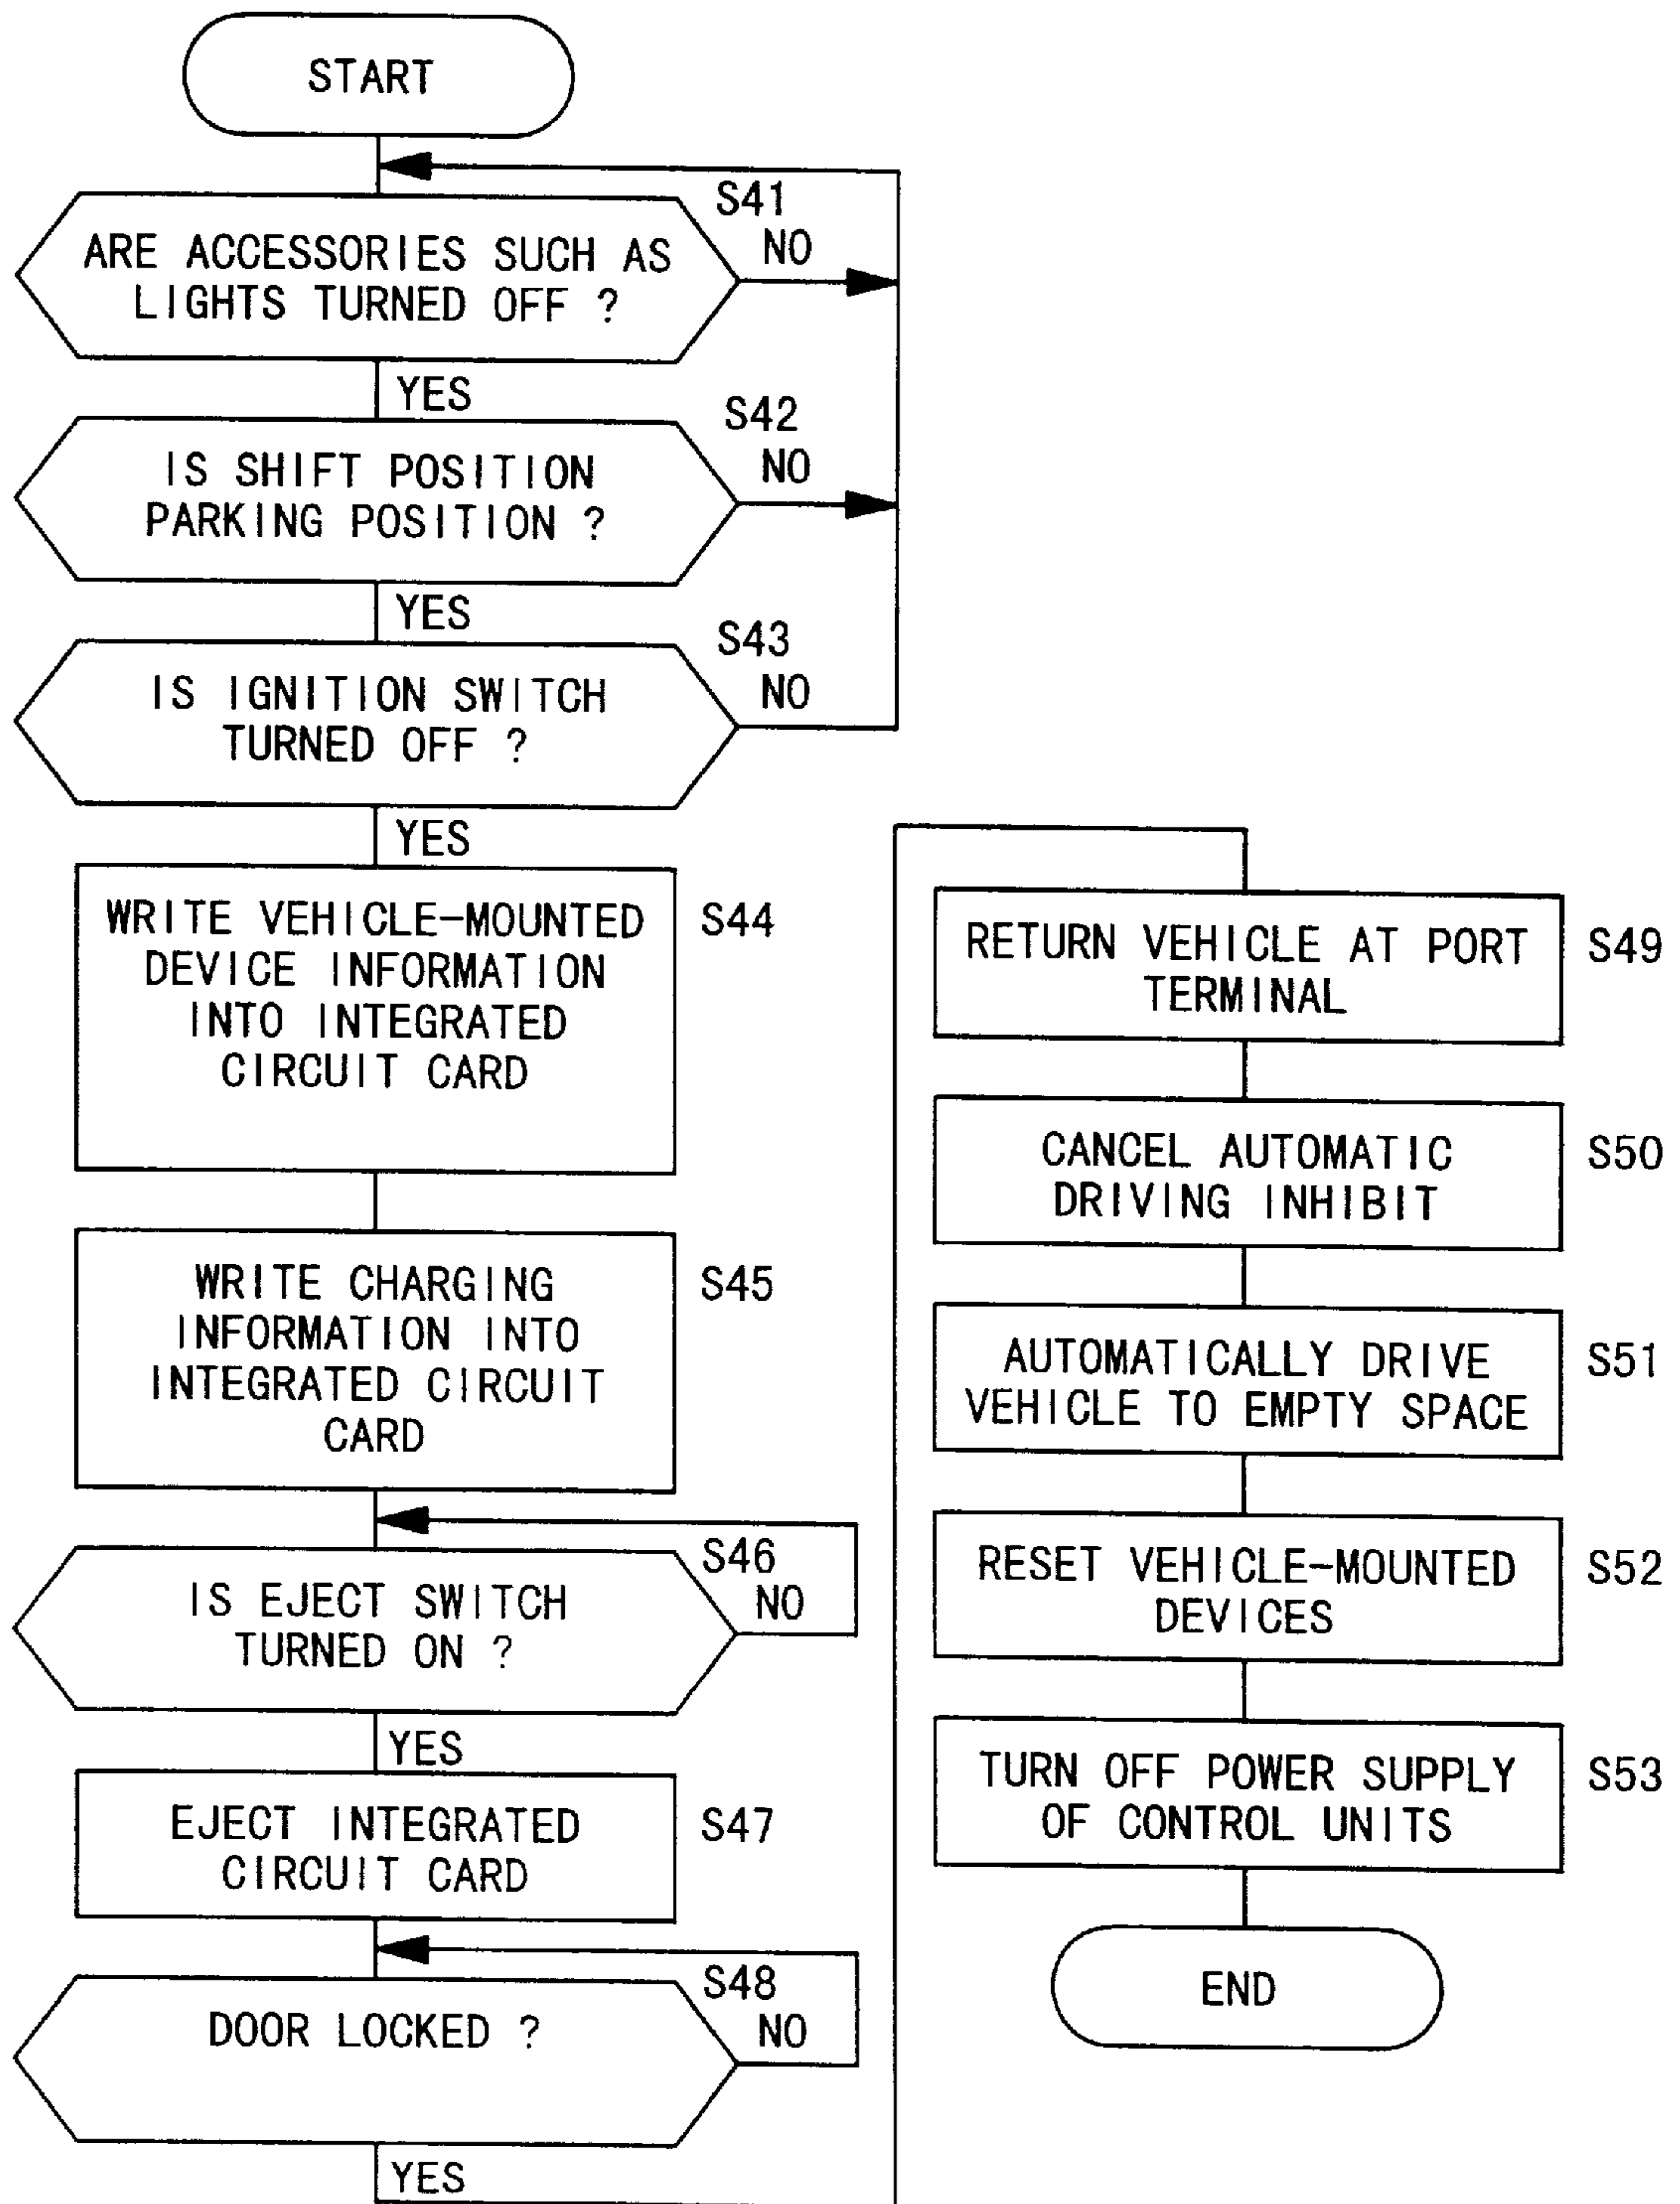 START
S41
ARE ACCESSORIES SUCH AS
LIGHTS TURNED OFF ?
NO
YES
S42
IS SHIFT POSITION
PARKING POSITION ?
NO
YES
S43
IS IGNITION SWITCH
TURNED OFF ?
NO
YES
WRITE VEHICLE-MOUNTED
DEVICE INFORMATION
INTO INTEGRATED
CIRCUIT CARD
S44
WRITE CHARGING
INFORMATION INTO
INTEGRATED CIRCUIT
CARD
S45
S46
IS EJECT SWITCH
TURNED ON ?
NO
YES
EJECT INTEGRATED
CIRCUIT CARD
S47
S48
DOOR LOCKED ?
NO
YES
RETURN VEHICLE AT PORT
TERMINAL
S49
CANCEL AUTOMATIC
DRIVING INHIBIT
S50
AUTOMATICALLY DRIVE
VEHICLE TO EMPTY SPACE
S51
RESET VEHICLE-MOUNTED
DEVICES
S52
TURN OFF POWER SUPPLY
OF CONTROL UNITS
S53
END